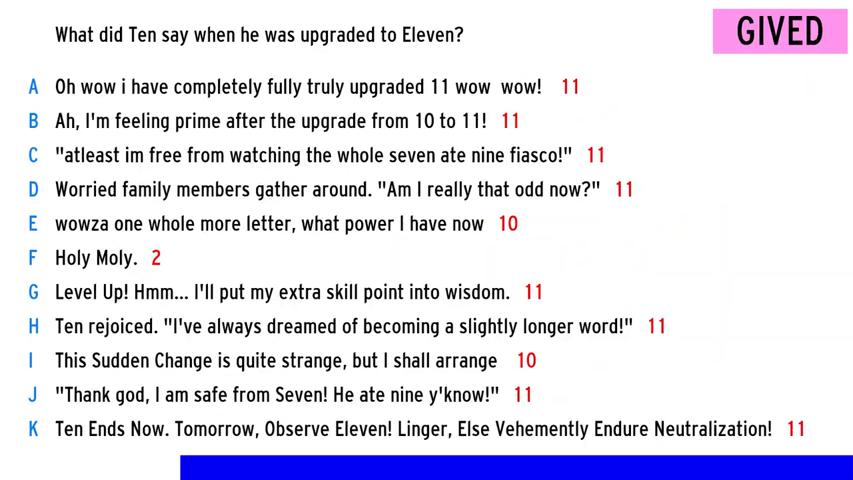 What did Ten say when he was upgraded to Eleven?
GIVED
A Oh wow i have completely fully truly upgraded 11 wow  wow! 11
B Ah, I'm feeling prime after the upgrade from 10 to 11! 11
C "atleast im free from watching the whole seven ate nine fiasco!" 11
D Worried family members gather around. "Am I really that odd now?" 11
E wowza one whole more letter, what power I have now 10
F Holy Moly. 2
G Level Up! Hmm... I'll put my extra skill point into wisdom. 11
H Ten rejoiced. "I've always dreamed of becoming a slightly longer word!" 11
I This Sudden Change is quite strange, but I shall arrange 10
J "Thank god, I am safe from Seven! He ate nine y'know!" 11
K Ten Ends Now. Tomorrow, Observe Eleven! Linger, Else Vehemently Endure Neutralization! 11